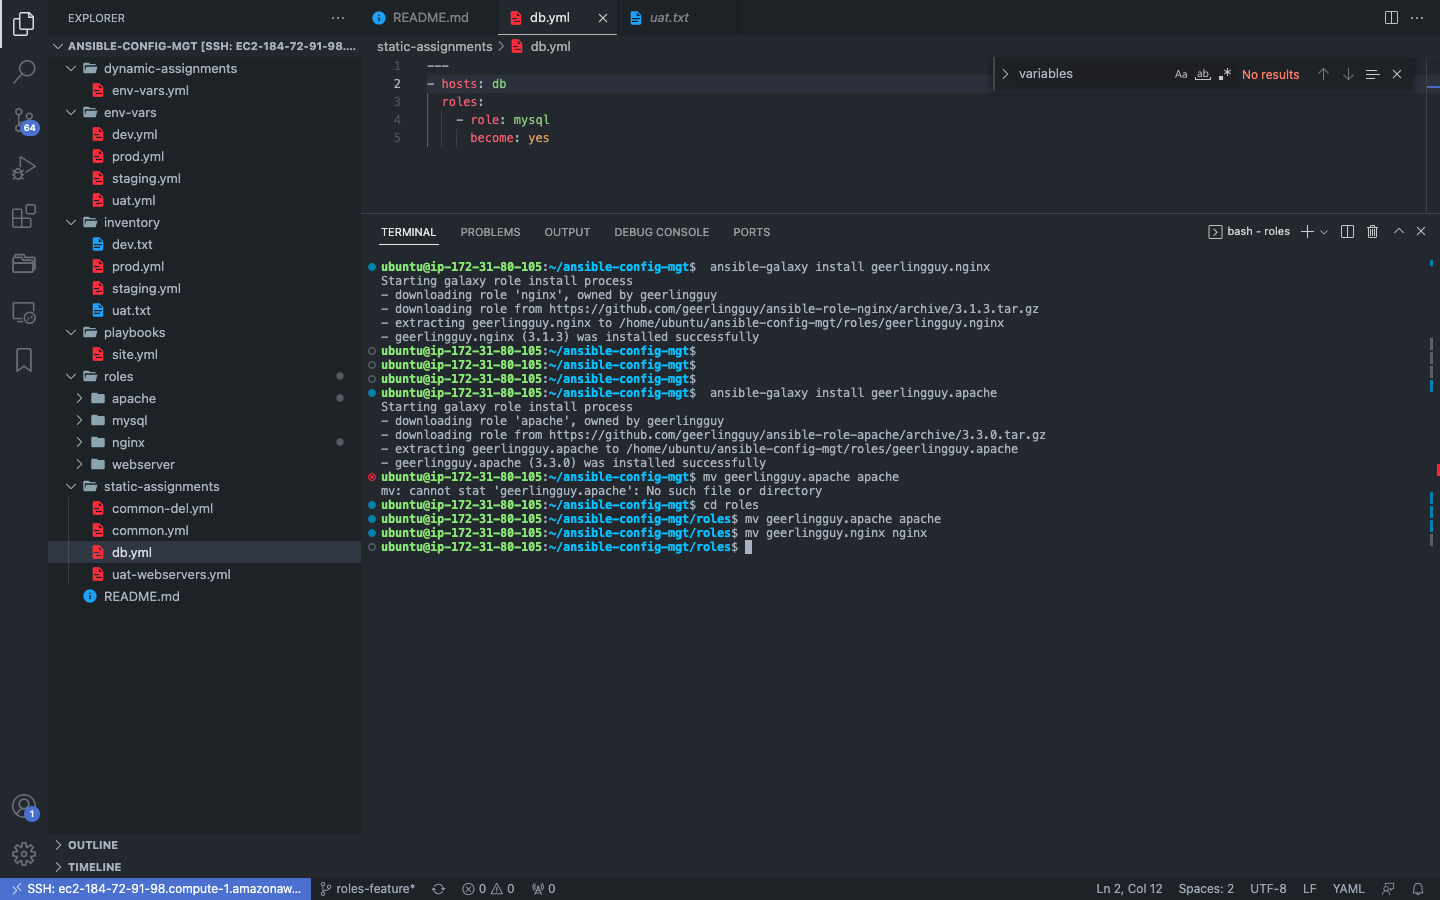 EXPLORER
ANSIBLE-CONFIG-MGT [SSH: EC2-184-72-91-98....
dynamic-assignments
env-vars.yml
env-vars
dev.yml
prod.yml
staging.yml
uat.yml
inventory
dev.txt
prod.yml
staging.yml
uat.txt
playbooks
site.yml
roles
apache
mysql
nginx
webserver
static-assignments
common-del.yml
common.yml
db.yml
uat-webservers.yml
README.md
OUTLINE
TIMELINE
64
1
README.md
db.yml
uat.txt
static-assignments > db.yml
1 ---
2 - hosts: db
3 roles:
4 - role: mysql
5 become: yes
variables Aa ab .* No results
TERMINAL PROBLEMS OUTPUT DEBUG CONSOLE PORTS
bash - roles
ubuntu@ip-172-31-80-105:~/ansible-config-mgt$  ansible-galaxy install geerlingguy.nginx
Starting galaxy role install process
- downloading role 'nginx', owned by geerlingguy
- downloading role from https://github.com/geerlingguy/ansible-role-nginx/archive/3.1.3.tar.gz
- extracting geerlingguy.nginx to /home/ubuntu/ansible-config-mgt/roles/geerlingguy.nginx
- geerlingguy.nginx (3.1.3) was installed successfully
ubuntu@ip-172-31-80-105:~/ansible-config-mgt$
ubuntu@ip-172-31-80-105:~/ansible-config-mgt$
ubuntu@ip-172-31-80-105:~/ansible-config-mgt$
ubuntu@ip-172-31-80-105:~/ansible-config-mgt$  ansible-galaxy install geerlingguy.apache
Starting galaxy role install process
- downloading role 'apache', owned by geerlingguy
- downloading role from https://github.com/geerlingguy/ansible-role-apache/archive/3.3.0.tar.gz
- extracting geerlingguy.apache to /home/ubuntu/ansible-config-mgt/roles/geerlingguy.apache
- geerlingguy.apache (3.3.0) was installed successfully
ubuntu@ip-172-31-80-105:~/ansible-config-mgt$ mv geerlingguy.apache apache
mv: cannot stat 'geerlingguy.apache': No such file or directory
ubuntu@ip-172-31-80-105:~/ansible-config-mgt$ cd roles
ubuntu@ip-172-31-80-105:~/ansible-config-mgt/roles$ mv geerlingguy.apache apache
ubuntu@ip-172-31-80-105:~/ansible-config-mgt/roles$ mv geerlingguy.nginx nginx
ubuntu@ip-172-31-80-105:~/ansible-config-mgt/roles$
SSH: ec2-184-72-91-98.compute-1.amazonaw... roles-feature* 0 0 0 Ln 2, Col 12 Spaces: 2 UTF-8 LF YAML